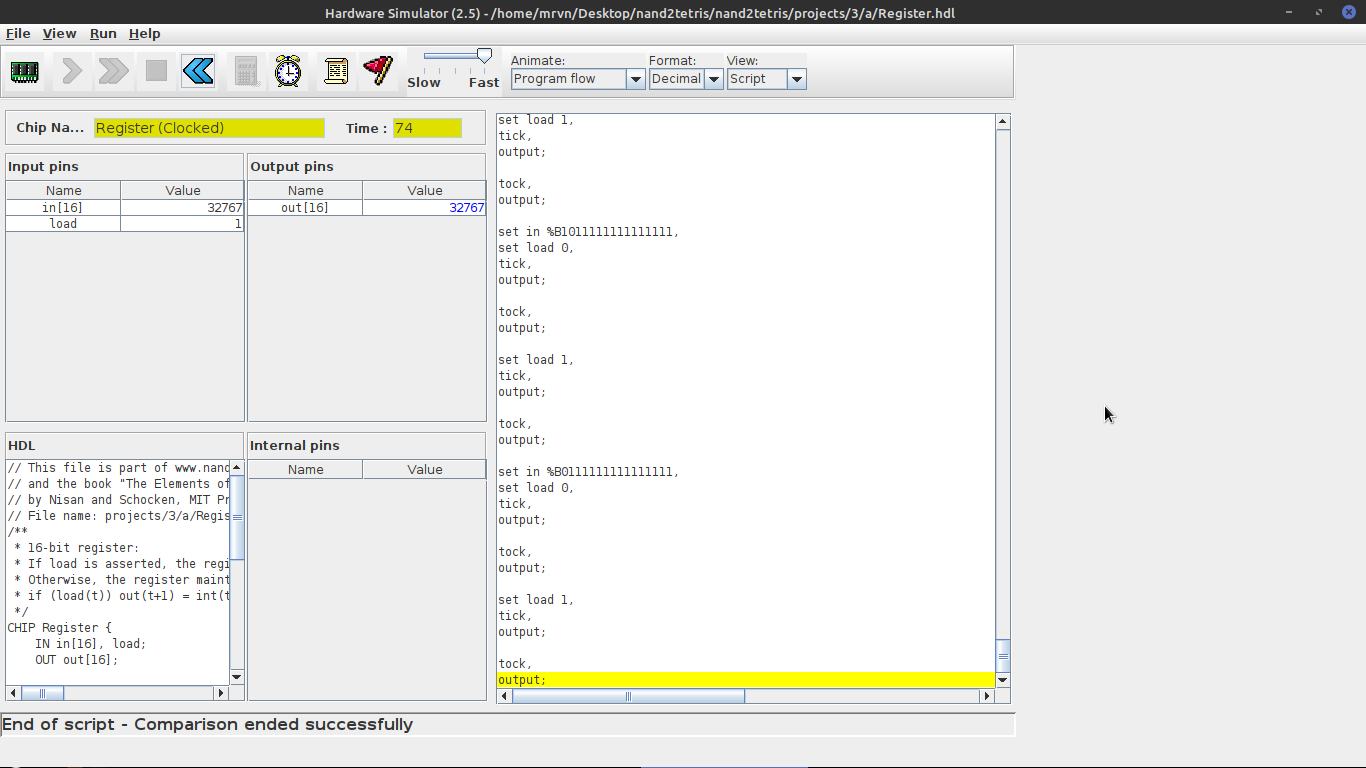 Hardware Simulator (2.5) - /home/mrvn/Desktop/nand2tetris/nand2tetris/projects/3/a/Register.hdl
File View Run Help
Slow Fast
Animate: Format: View:
Program flow Decimal Script
Chip Na... Register (Clocked) Time : 74
Input pins
Name Value
in[16] 32767
load 1
Output pins
Name Value
out[16] 32767
HDL
// This file is part of www.nand
// and the book "The Elements of
// by Nisan and Schocken, MIT Pr
// File name: projects/3/a/Regis
/**
* 16-bit register:
* If load is asserted, the regi
* Otherwise, the register maint
* if (load(t)) out(t+1) = int(t
*/
CHIP Register {
IN in[16], load;
OUT out[16];
Internal pins
Name Value
set load 1,
tick,
output;
tock,
output;
set in %B1011111111111111,
set load 0,
tick,
output;
tock,
output;
set load 1,
tick,
output;
tock,
output;
set in %B0111111111111111,
set load 0,
tick,
output;
tock,
output;
set load 1,
tick,
output;
tock,
output;
End of script - Comparison ended successfully